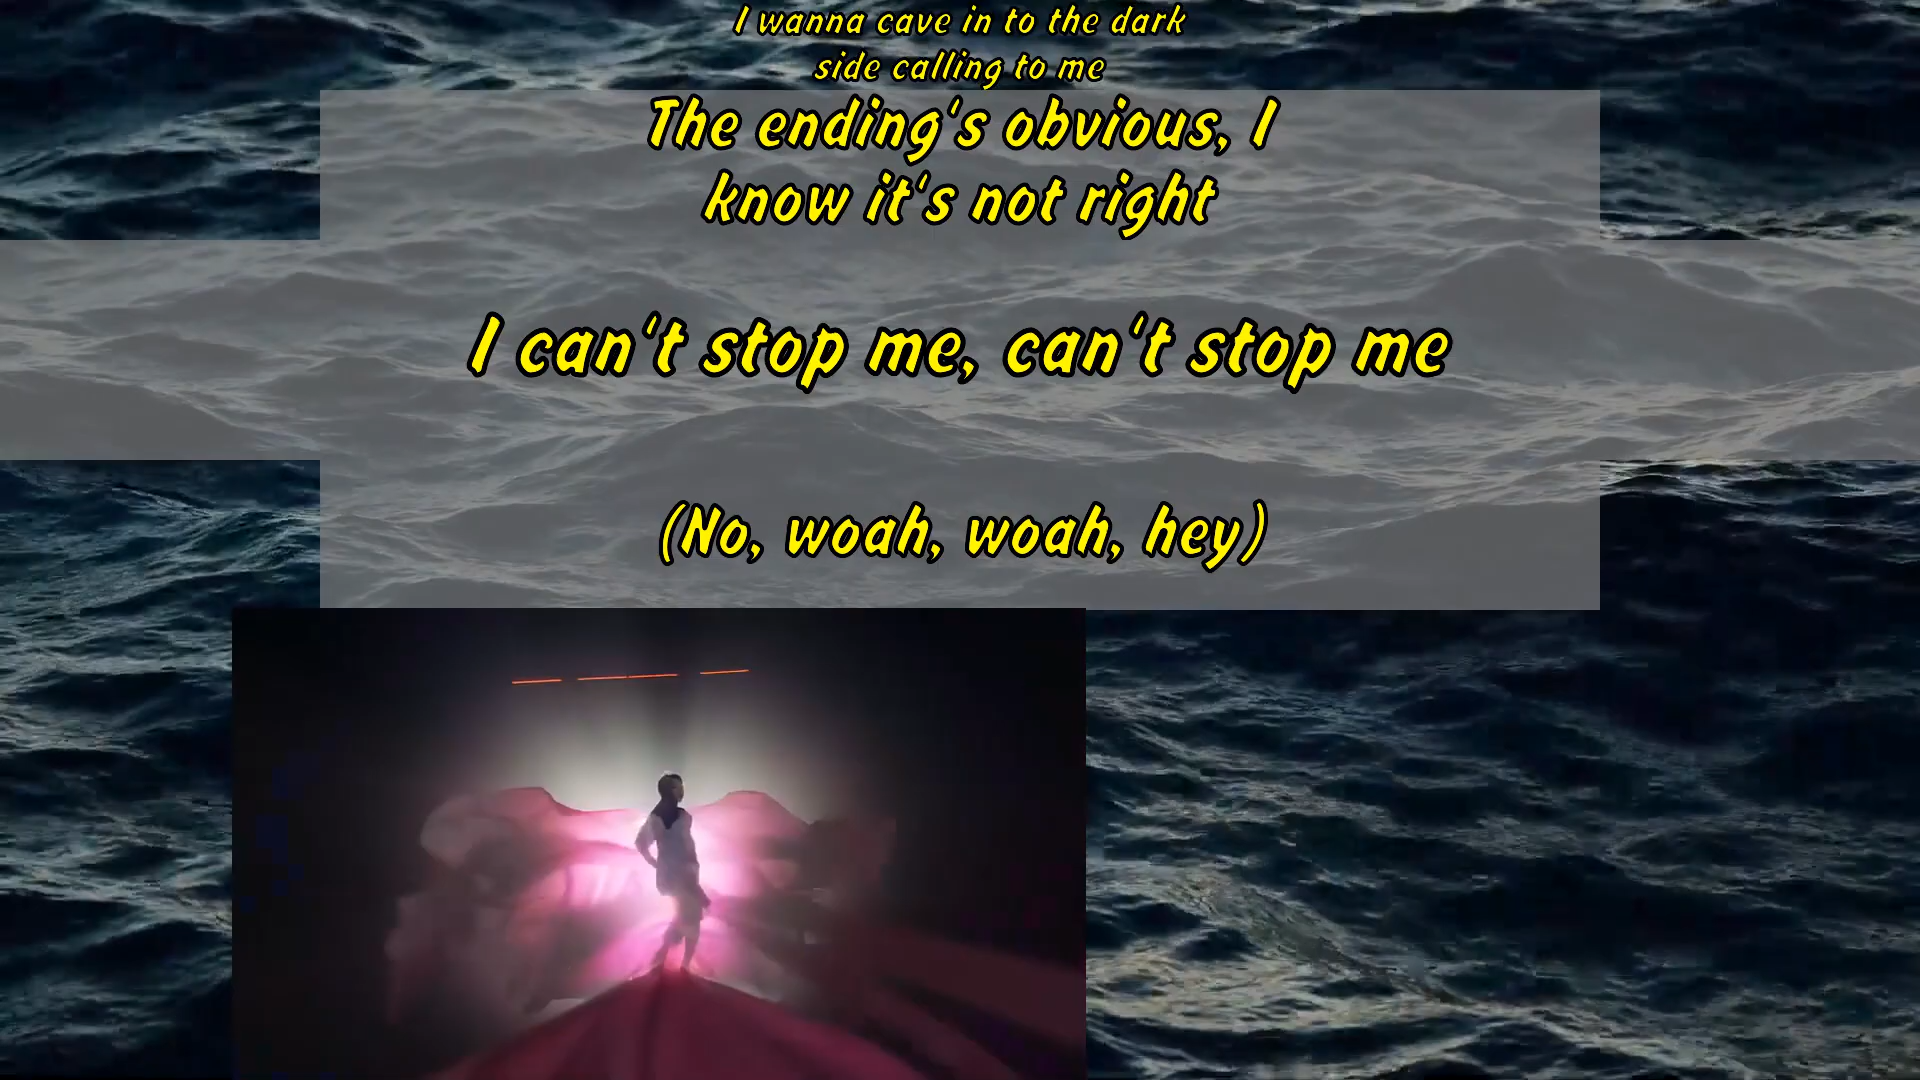 I wanna cave in to the dark
side calling to me
The ending's obvious, I
know it's not right
I can't stop me, can't stop me
(No, woah, woah, hey)